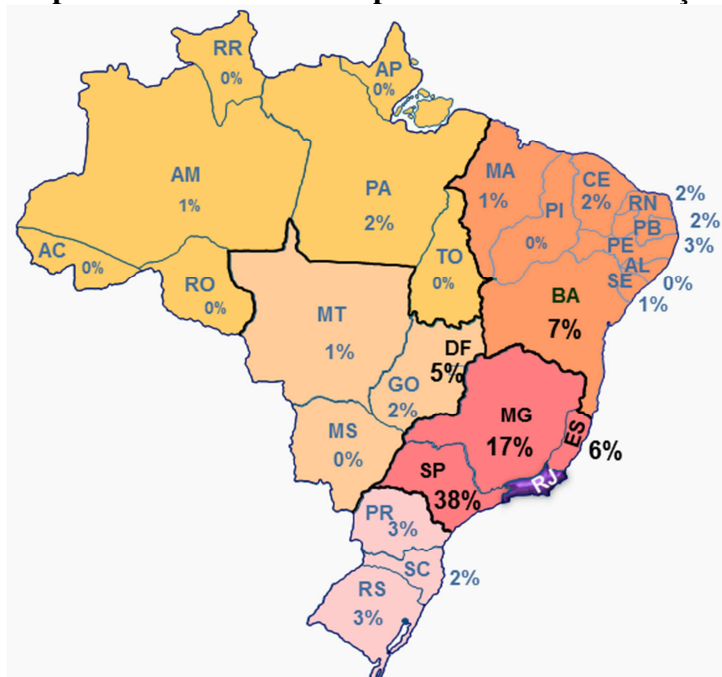 RR
0%
AP
0%
AM
1%
PA
2%
MA
1%
PI
0%
CE
2%
RN
2%
PB
2%
PE
3%
AL
0%
SE
1%
AC
0%
RO
0%
TO
0%
BA
7%
MT
1%
DF
5%
GO
2%
MG
17%
ES
6%
MS
0%
SP
38%
RJ
PR
3%
SC
2%
RS
3%